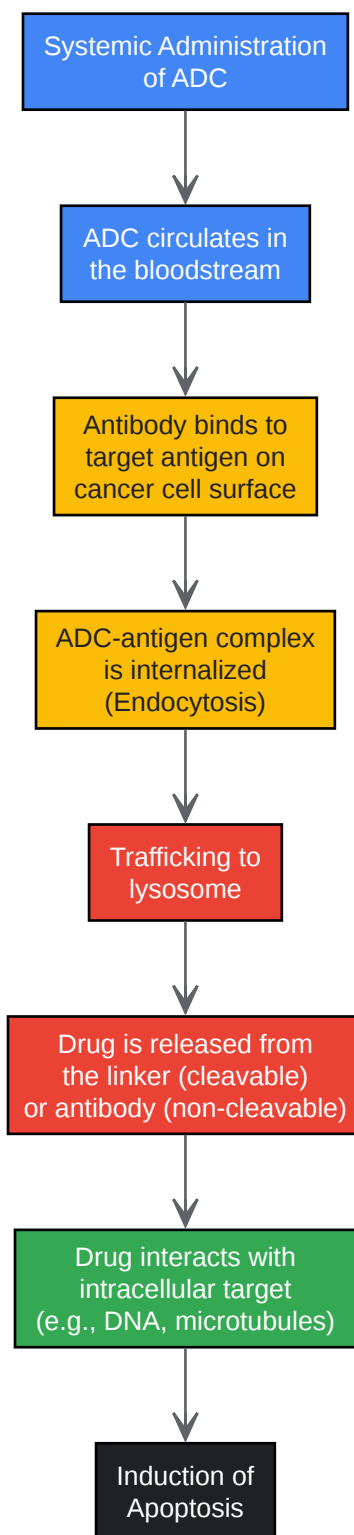 Systemic Administration
of ADC
ADC circulates in
the bloodstream
Antibody binds to
target antigen on
cancer cell surface
ADC-antigen complex
is internalized
(Endocytosis)
Trafficking to
lysosome
Drug is released from
the linker (cleavable)
or antibody (non-cleavable)
Drug interacts with
intracellular target
(e.g., DNA, microtubules)
Induction of
Apoptosis